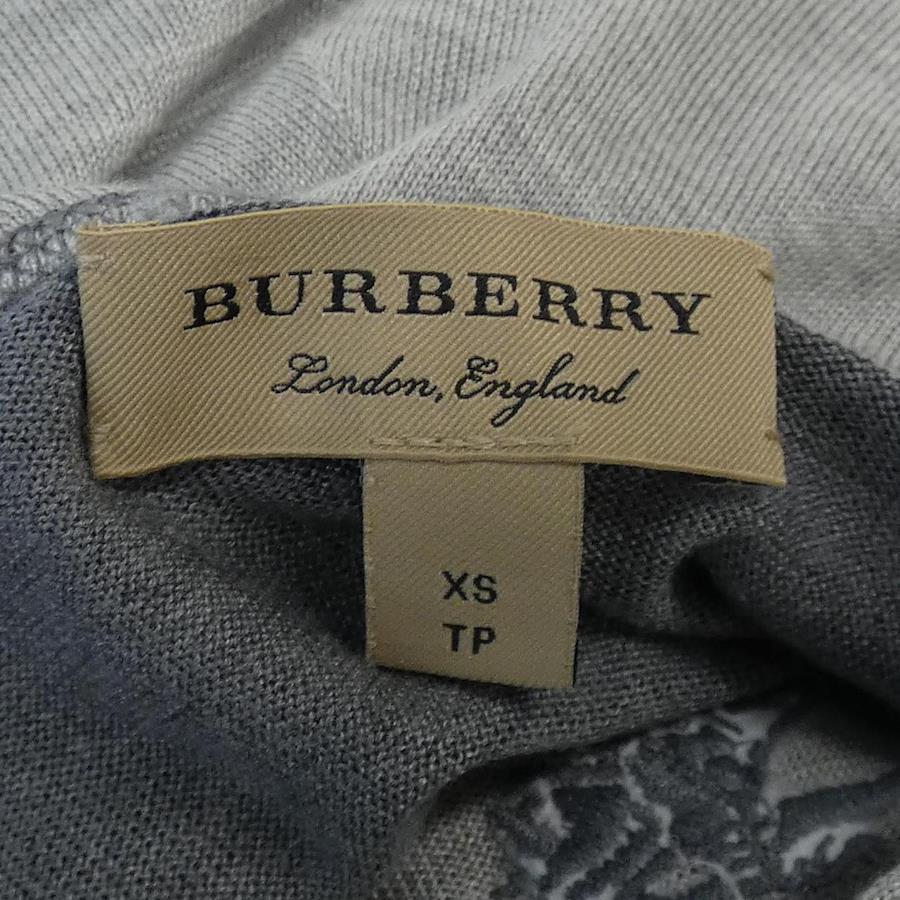 BURBERRY
London, England
XS
TP